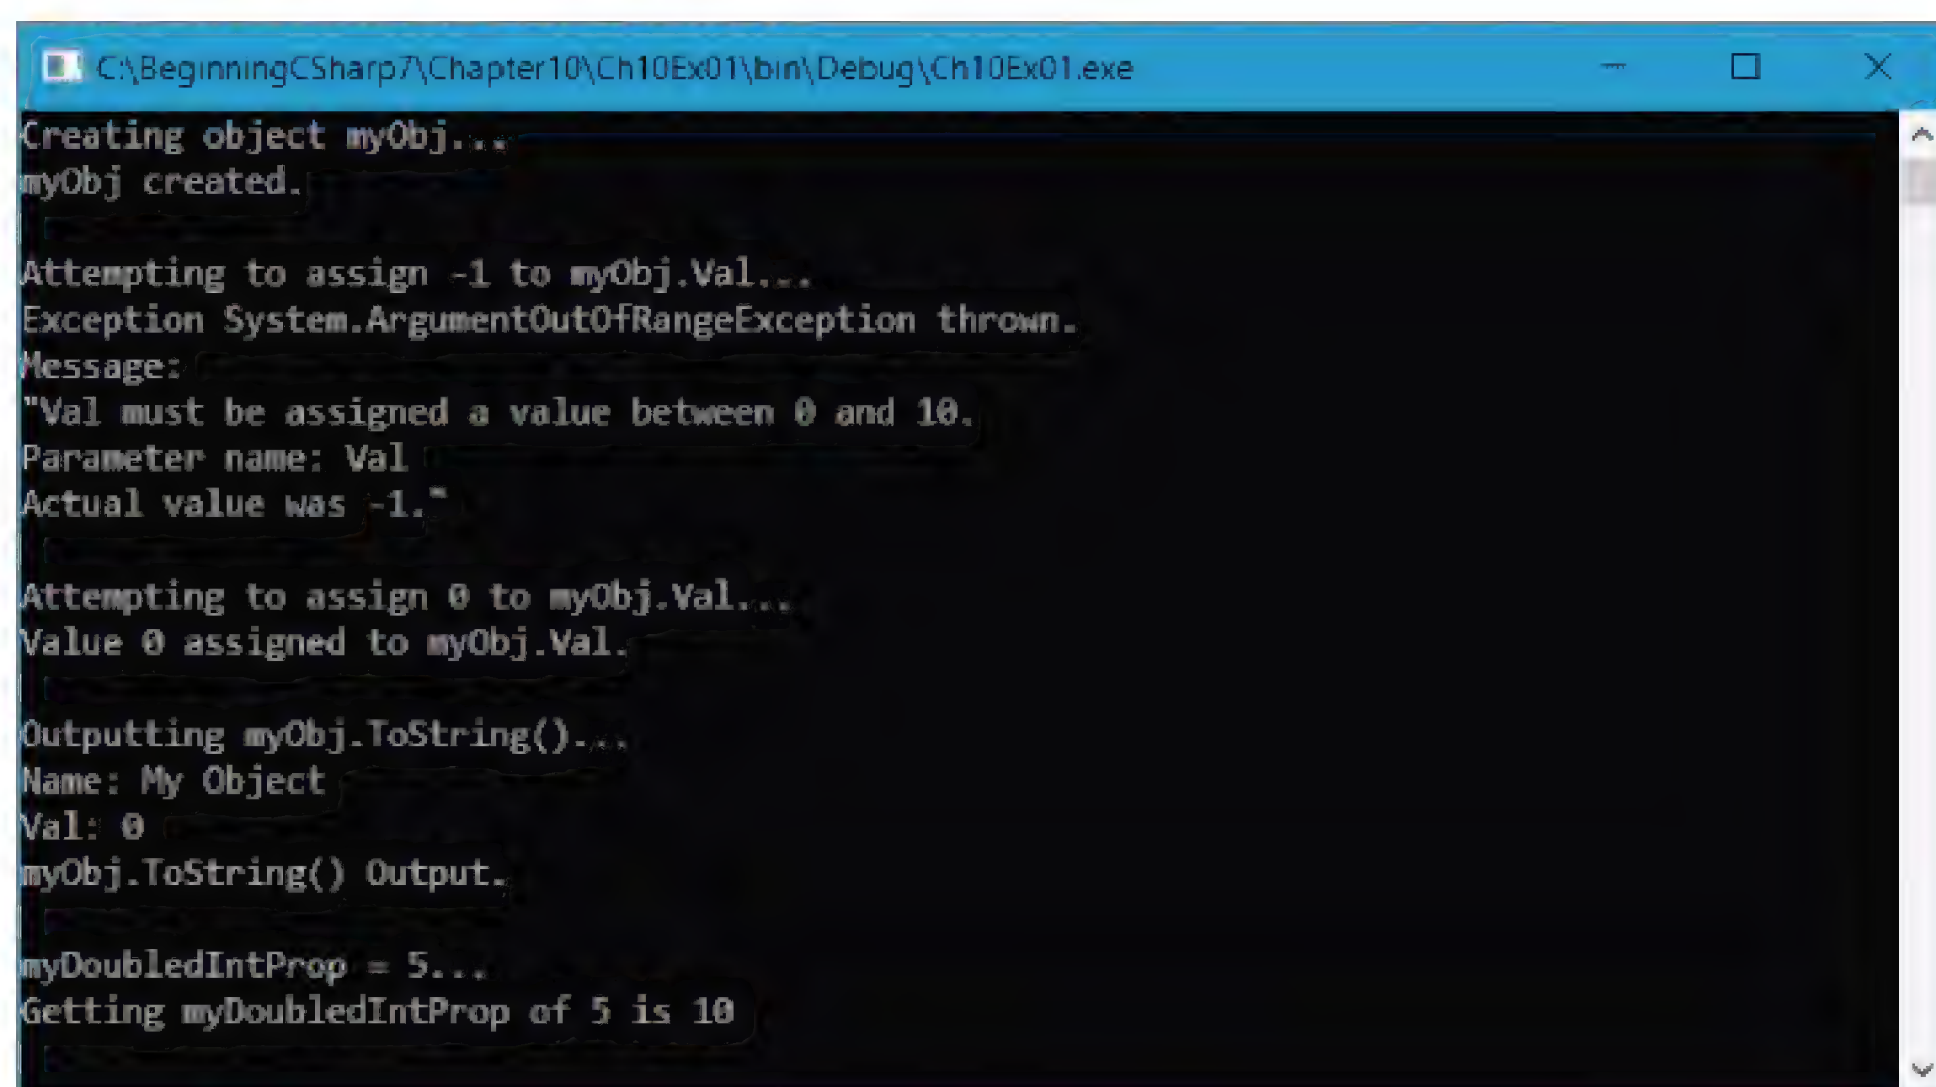 C:\BeginningCSharp7\Chapter10\Ch10Ex01\bin\Debug\Ch10Ex01.exe
Creating object myObj...
myObj created.
Attempting to assign -1 to myObj.Val...
Exception System.ArgumentOutOfRangeException thrown.
Message:
"Val must be assigned a value between 0 and 10.
Parameter name: Val
Actual value was -1."
Attempting to assign 0 to myObj.Val...
Value 0 assigned to myObj.Val.
Outputting myObj.ToString()...
Name: My Object
Val: 0
myObj.ToString() Output.
myDoubledIntProp = 5...
Getting myDoubledIntProp of 5 is 10